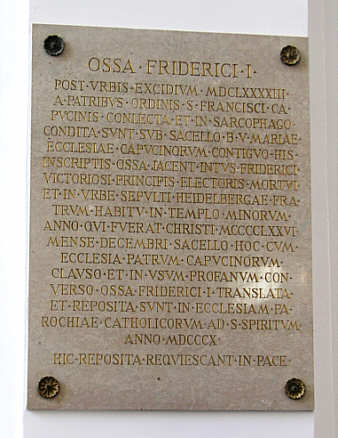 OSSA · FRIDERICI · I ·
POST · VRBIS · EXCIDIVM · MDCLXXXXIII ·
A · PATRIBVS · ORDINIS · S · FRANCISCI · CA ·
PVCINIS · CONLECTA · ET · IN · SARCOPHAGO ·
CONDITA · SVNT · SVB · SACELLO · B · V · MARIAE ·
ECCLESIAE · CAPVCINORVM · CONTIGVO · HIS ·
INSCRIPTIS · OSSA · JACENT · INTVS · FRIDERICI ·
VICTORIOSI · PRINCIPIS · ELECTORIS · MORTVI ·
ET · IN · VRBE · SEPVLTI · HEIDELBERGAE · FRA ·
TRVM · HABITV · IN · TEMPLO · MINORVM ·
ANNO · QVI · FVERAT · CHRISTI · MCCCCLXXVI ·
MENSE · DECEMBRI · SACELLO · HOC · CVM ·
ECCLESIA · PATRVM · CAPVCINORVM ·
CLAVSO · ET · IN · VSVM · PROFANVM · CON ·
VERSO · OSSA · FRIDERICI · I · TRANSLATA ·
ET · REPOSITA · SVNT · IN · ECCLESIAM · PA ·
ROCHIAE · CATHOLICORVM · AD · S · SPIRITVM ·
ANNO · MDCCCX ·
HIC · REPOSITA · REQVIESCANT · IN · PACE ·